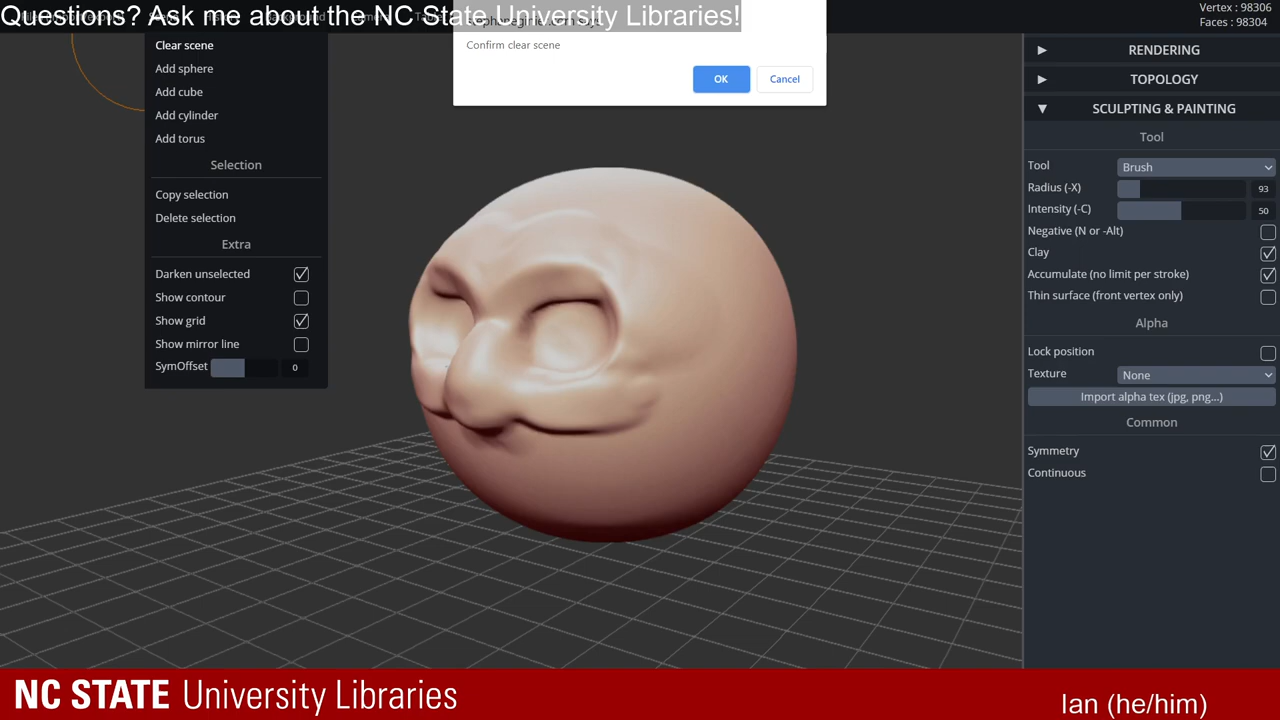 Questions? Ask me about the NC State University Libraries!
Vertex : 98306
Faces : 98304
Confirm clear scene
OK
Cancel
Clear scene
Add sphere
Add cube
Add cylinder
Add torus
Selection
Copy selection
Delete selection
Extra
Darken unselected
Show contour
Show grid
Show mirror line
SymOffset 0
RENDERING
TOPOLOGY
SCULPTING & PAINTING
Tool
Tool Brush
Radius (-X) 93
Intensity (-C) 50
Negative (N or -Alt)
Clay
Accumulate (no limit per stroke)
Thin surface (front vertex only)
Alpha
Lock position
Texture None
Import alpha tex (jpg, png...)
Common
Symmetry
Continuous
NC STATE University Libraries
Ian (he/him)